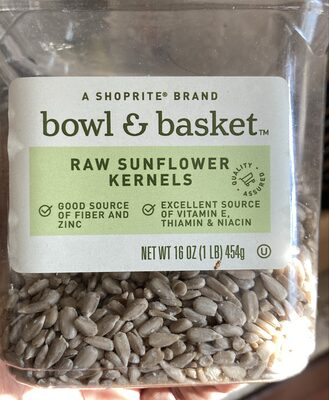 A SHOPRITE® BRAND
bowl & basket™
RAW SUNFLOWER
KERNELS
QUALITY
ASSURED
GOOD SOURCE
OF FIBER AND
ZINC
EXCELLENT SOURCE
OF VITAMIN E,
THIAMIN & NIACIN
NET WT 16 OZ (1 LB) 454g
U